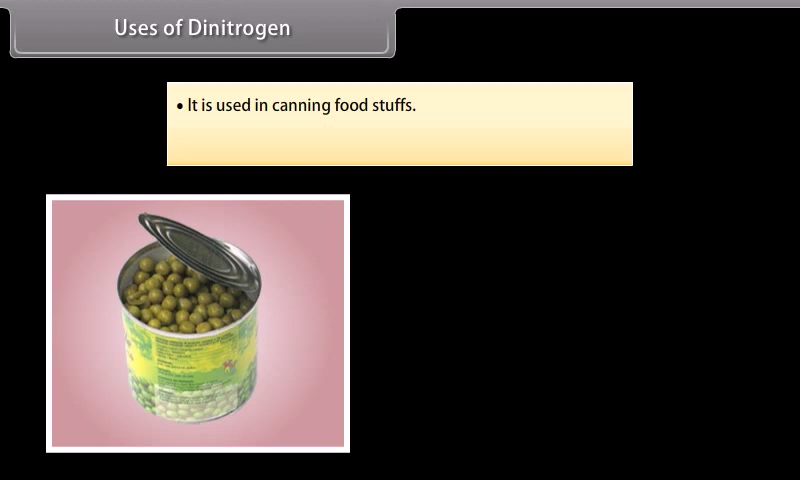 Uses of Dinitrogen
• It is used in canning food stuffs.